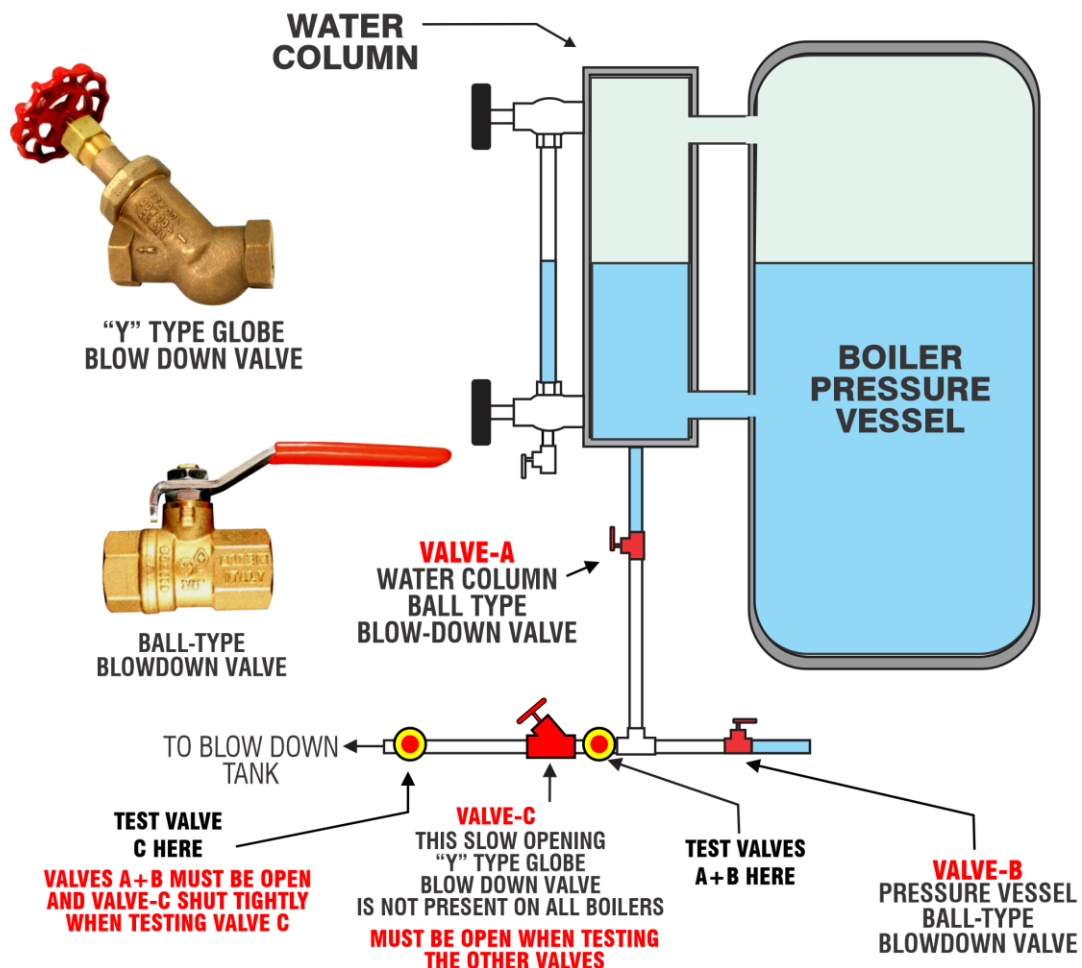 WATER
COLUMN
“Y” TYPE GLOBE
BLOW DOWN VALVE
BOILER
PRESSURE
VESSEL
BALL-TYPE
BLOWDOWN VALVE
VALVE-A
WATER COLUMN
BALL TYPE
BLOW-DOWN VALVE
TO BLOW DOWN
TANK
TEST VALVE
C HERE
VALVES A+B MUST BE OPEN
AND VALVE-C SHUT TIGHTLY
WHEN TESTING VALVE C
VALVE-C
THIS SLOW OPENING
“Y” TYPE GLOBE
BLOW DOWN VALVE
IS NOT PRESENT ON ALL BOILERS
MUST BE OPEN WHEN TESTING
THE OTHER VALVES
TEST VALVES
A+B HERE
VALVE-B
PRESSURE VESSEL
BALL-TYPE
BLOWDOWN VALVE